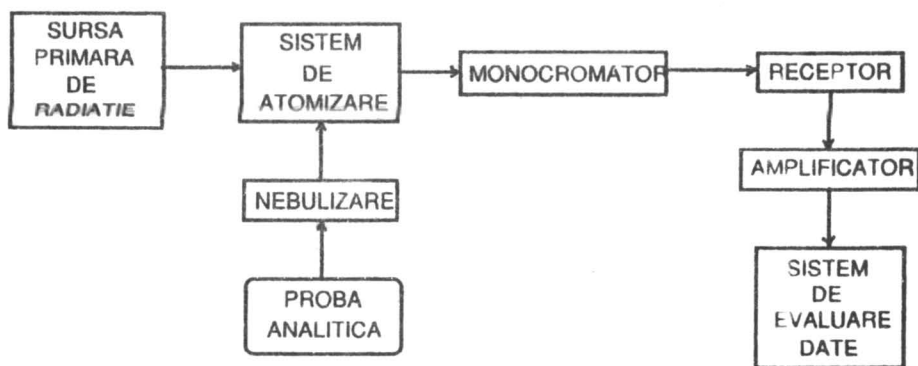 SURSA
PRIMARA
DE
RADIATIE
SISTEM
DE
ATOMIZARE
MONOCROMATOR
RECEPTOR
NEBULIZARE
AMPLIFICATOR
PROBA
ANALITICA
SISTEM
DE
EVALUARE
DATE